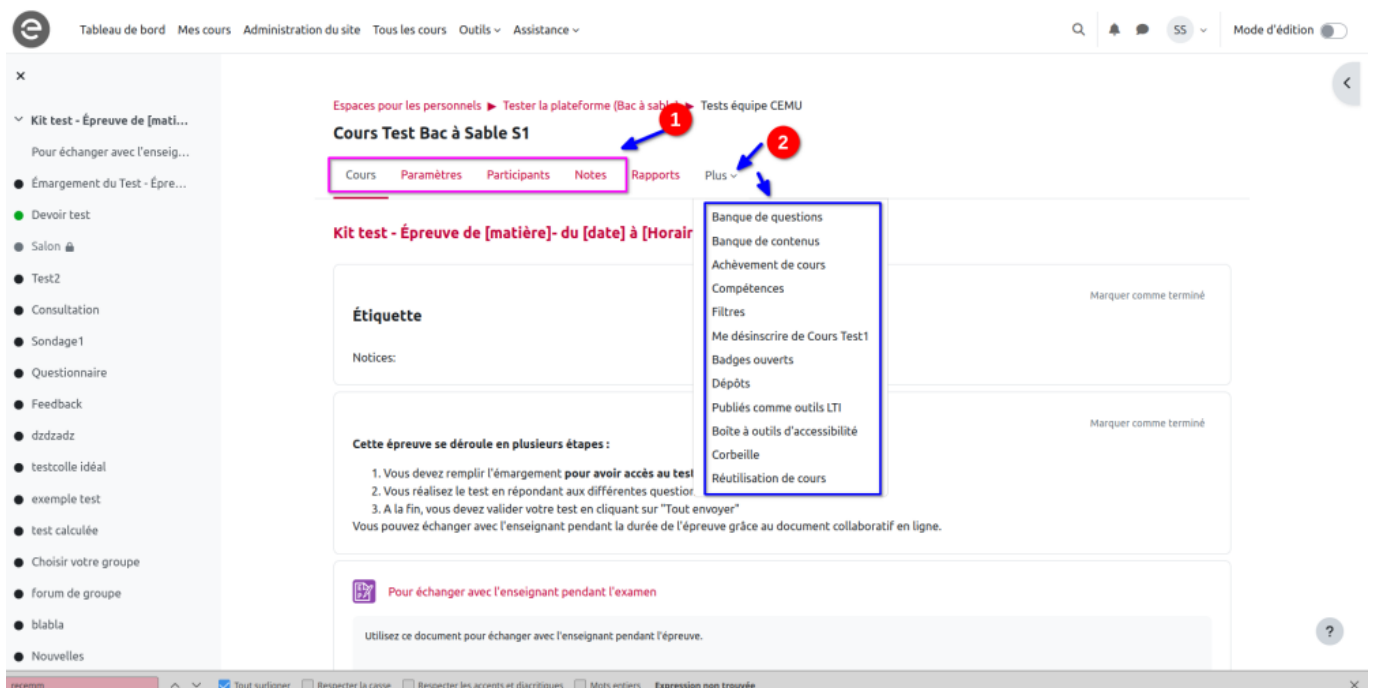 e
Tableau de bord Mes cours Administration du site Tous les cours Outils Assistance SS Mode d'édition
Kit test - Épreuve de [mati...
Pour échanger avec l'enseig...
Émargement du Test - Épre...
Devoir test
Salon
Test2
Consultation
Sondage1
Questionnaire
Feedback
dzdzadz
testcolle idéal
exemple test
test calculée
Choisir votre groupe
forum de groupe
blabla
Nouvelles
Espaces pour les personnels ▶ Tester la plateforme (Bac à sable) ▶ Tests équipe CEMU
1
Cours Test Bac à Sable S1
2
Cours Paramètres Participants Notes Rapports Plus
Banque de questions
Banque de contenus
Achèvement de cours
Compétences
Filtres
Me désinscrire de Cours Test1
Badges ouverts
Dépôts
Publiés comme outils LTI
Boîte à outils d'accessibilité
Corbeille
Réutilisation de cours
Kit test - Épreuve de [matière]- du [date] à [Horair
Marquer comme terminé
Étiquette
Notices:
Marquer comme terminé
Cette épreuve se déroule en plusieurs étapes :
1. Vous devez remplir l'émargement pour avoir accès au test
2. Vous réalisez le test en répondant aux différentes question
3. A la fin, vous devez valider votre test en cliquant sur "Tout envoyer"
Vous pouvez échanger avec l'enseignant pendant la durée de l'épreuve grâce au document collaboratif en ligne.
Pour échanger avec l'enseignant pendant l'examen
Utilisez ce document pour échanger avec l'enseignant pendant l'épreuve.
?
recemm Tout surligner Respecter la casse Respecter les accents et diacritiques Mots entiers Expression non trouvée